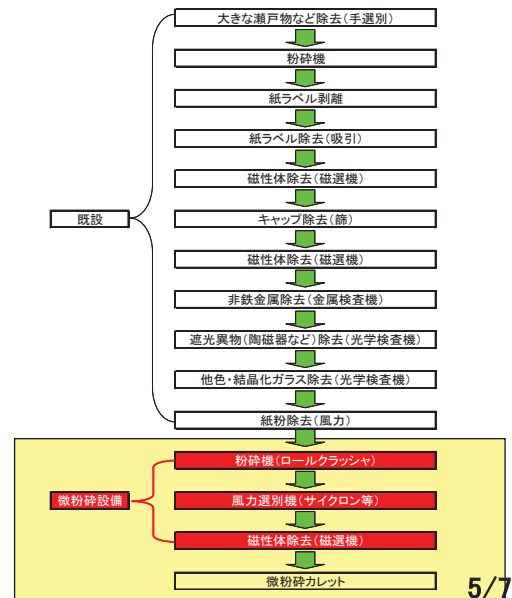 大きな瀬戸物など除去(手選別)
粉砕機
紙ラベル剥離
紙ラベル除去(吸引)
磁性体除去(磁選機)
既設
キャップ除去(篩)
磁性体除去(磁選機)
非鉄金属除去(金属検査機)
遮光異物(陶磁器など)除去(光学検査機)
他色・結晶化ガラス除去(光学検査機)
紙粉除去(風力)
粉砕機(ロールクラッシャ)
微粉砕設備
風力選別機(サイクロン等)
磁性体除去(磁選機)
微粉砕カレット
5/7